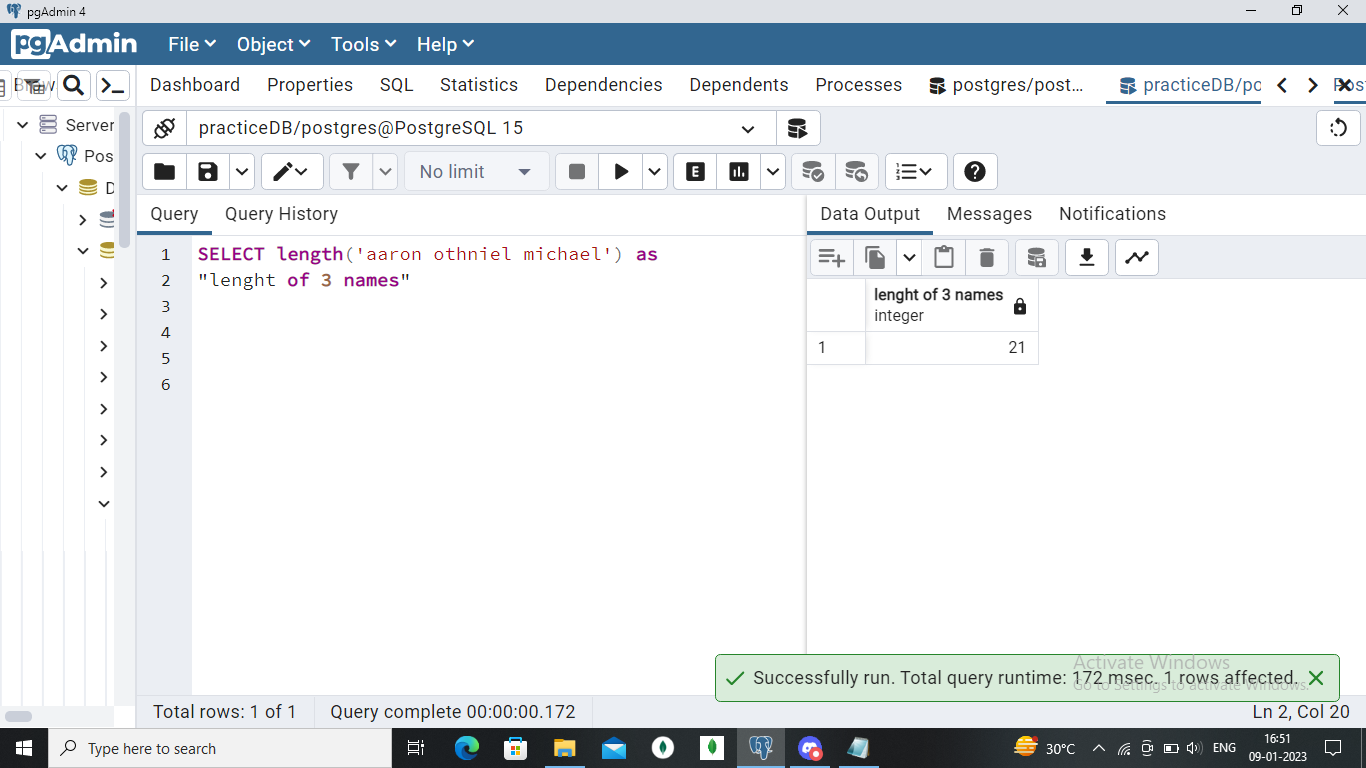 pgAdmin 4
pgAdmin File Object Tools Help
Dashboard Properties SQL Statistics Dependencies Dependents Processes postgres/post... practiceDB/po
Server
practiceDB/postgres@PostgreSQL 15
Pos
No limit
E
Query Query History
Data Output Messages Notifications
1 SELECT length('aaron othniel michael') as
2 "lenght of 3 names"
3
4
5
6
lenght of 3 names
integer
1 21
Activate Windows
Go to Settings to activate Windows.
Successfully run. Total query runtime: 172 msec. 1 rows affected.
Total rows: 1 of 1 Query complete 00:00:00.172 Ln 2, Col 20
Type here to search 30°C ENG 16:51
09-01-2023